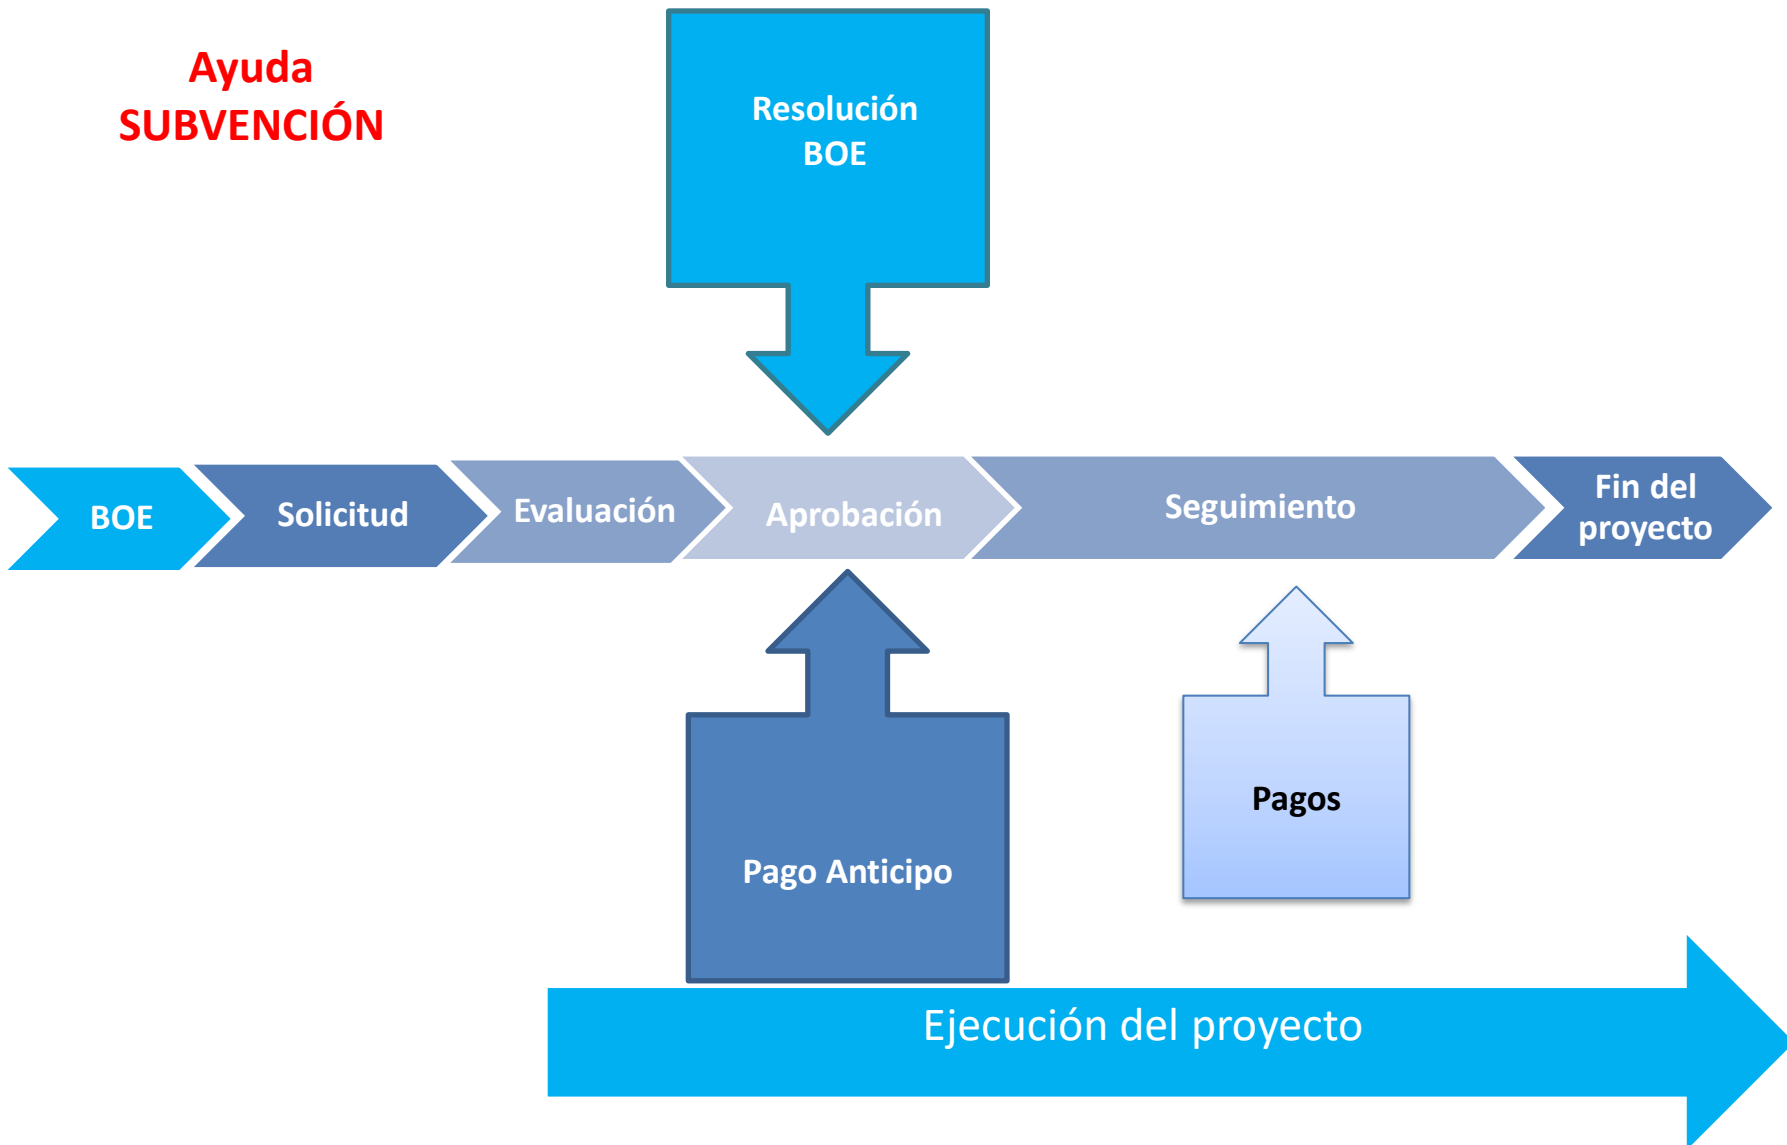 Ayuda
SUBVENCIÓN
Resolución
BOE
BOE
Solicitud
Evaluación
Aprobación
Seguimiento
Fin del
proyecto
Pago Anticipo
Pagos
Ejecución del proyecto